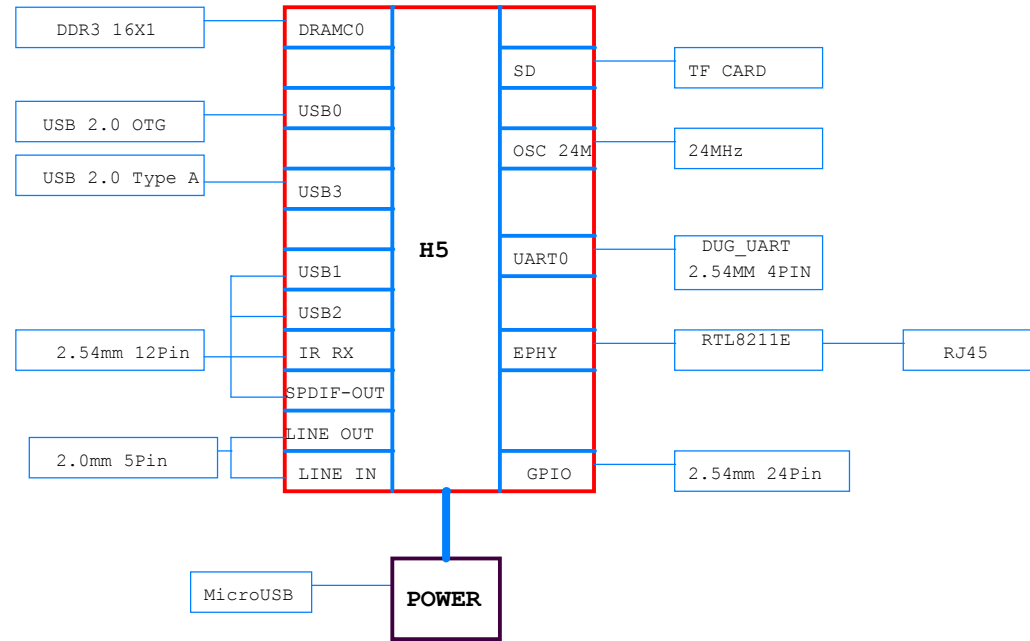 DDR3 16X1
DRAMC0
SD
TF CARD
USB 2.0 OTG
USB0
OSC 24M
24MHz
USB 2.0 Type A
USB3
H5
UART0
DUG_UART
2.54MM 4PIN
USB1
USB2
2.54mm 12Pin
IR RX
EPHY
RTL8211E
RJ45
SPDIF-OUT
LINE OUT
2.0mm 5Pin
LINE IN
GPIO
2.54mm 24Pin
MicroUSB
POWER